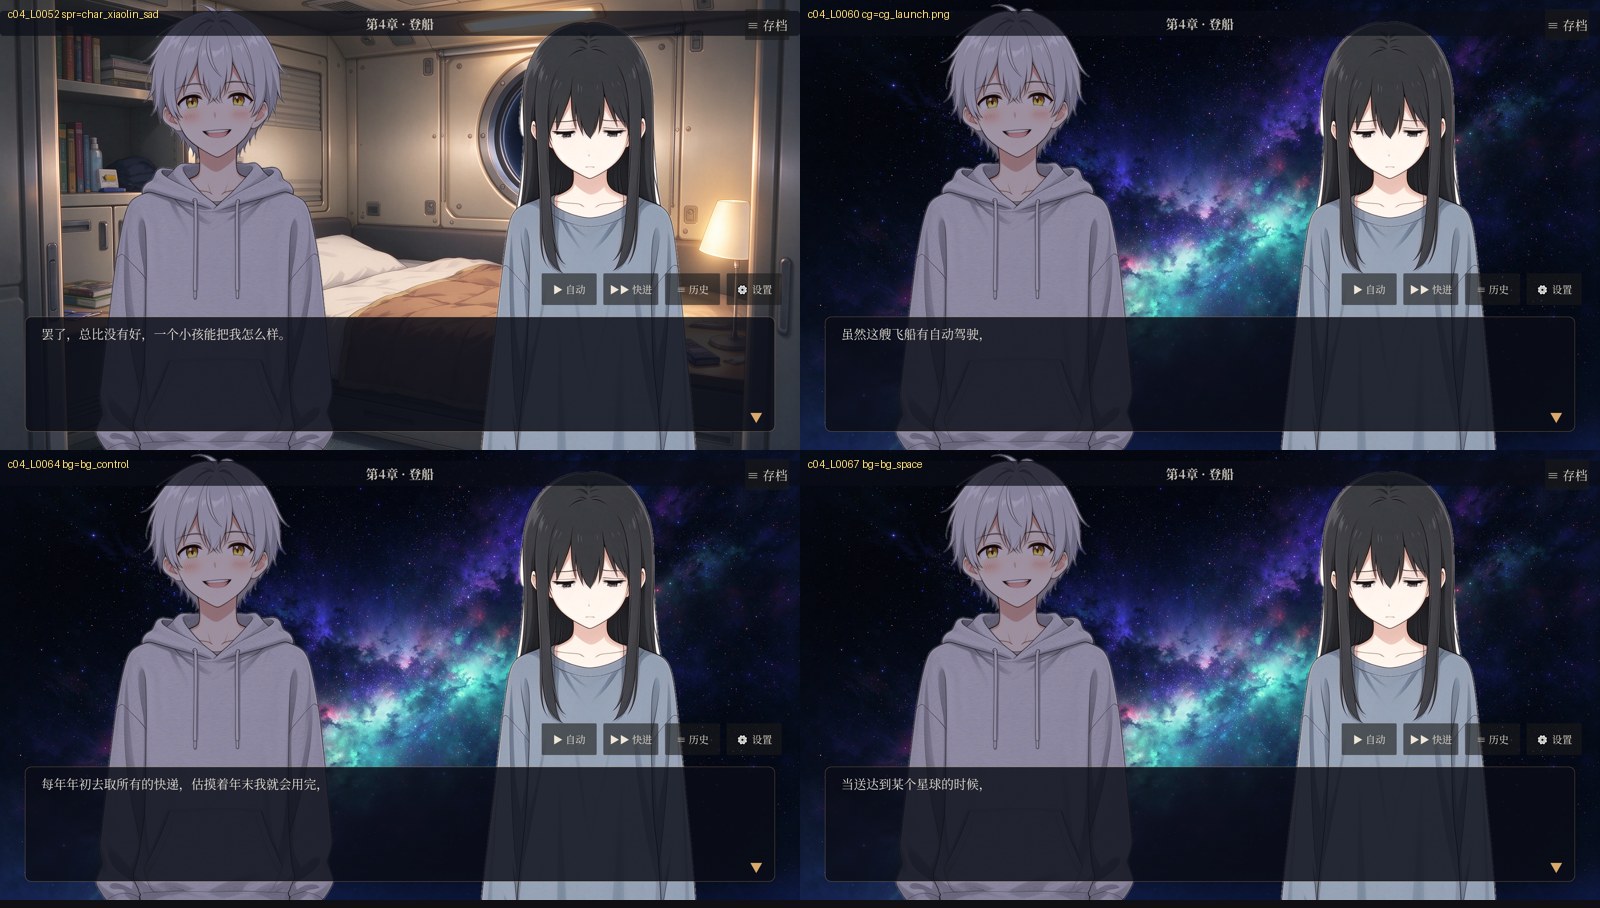 c04_L0052 spr=char_xiaolin_sad
第4章 · 登船
≡ 存档
▶ 自动
▶▶ 快进
≡ 历史
设置
罢了，总比没有好，一个小孩能把我怎么样。
c04_L0060 cg=cg_launch.png
第4章 · 登船
≡ 存档
▶ 自动
▶▶ 快进
≡ 历史
设置
虽然这艘飞船有自动驾驶，
c04_L0064 bg=bg_control
第4章 · 登船
≡ 存档
▶ 自动
▶▶ 快进
≡ 历史
设置
每年年初去取所有的快递，估摸着年末我就会用完，
c04_L0067 bg=bg_space
第4章 · 登船
≡ 存档
▶ 自动
▶▶ 快进
≡ 历史
设置
当送达到某个星球的时候，